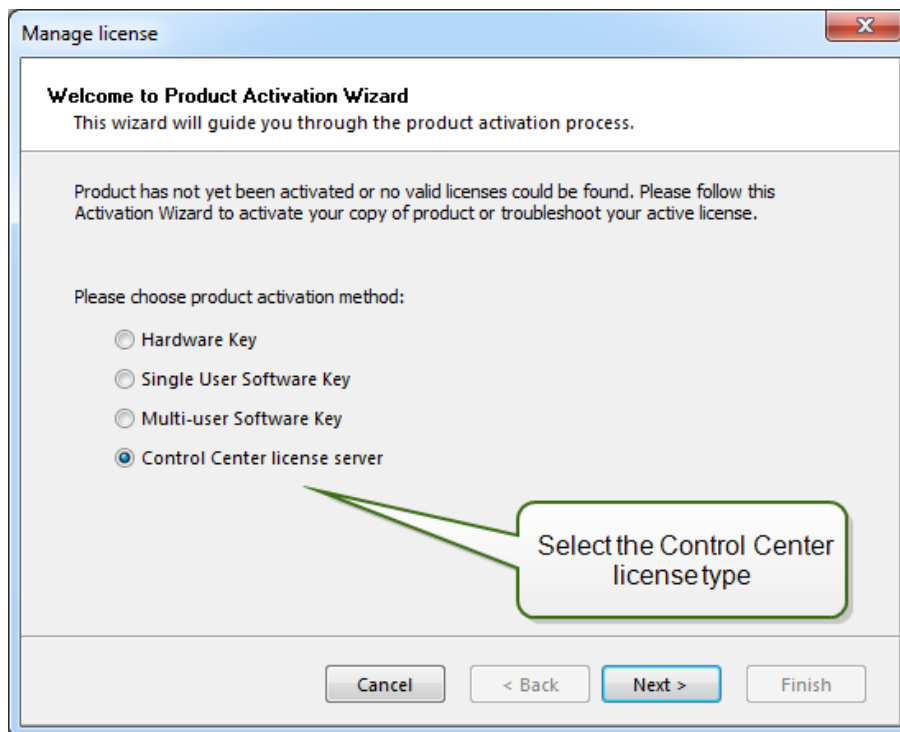 Manage license
Welcome to Product Activation Wizard
This wizard will guide you through the product activation process.
Product has not yet been activated or no valid licenses could be found. Please follow this
Activation Wizard to activate your copy of product or troubleshoot your active license.
Please choose product activation method:
Hardware Key
Single User Software Key
Multi-user Software Key
Control Center license server
Select the Control Center
license type
Cancel
< Back
Next >
Finish